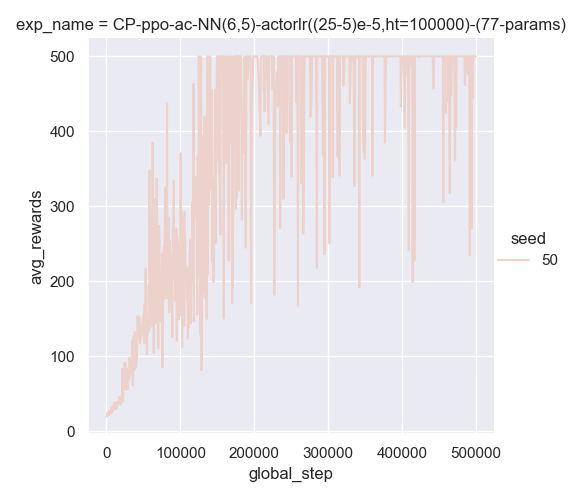 exp_name = CP-ppo-ac-NN(6,5)-actorlr((25-5)e-5,ht=100000)-(77-params)
500
400
300
200
100
0
avg_rewards
0 100000 200000 300000 400000 500000
global_step
seed
50